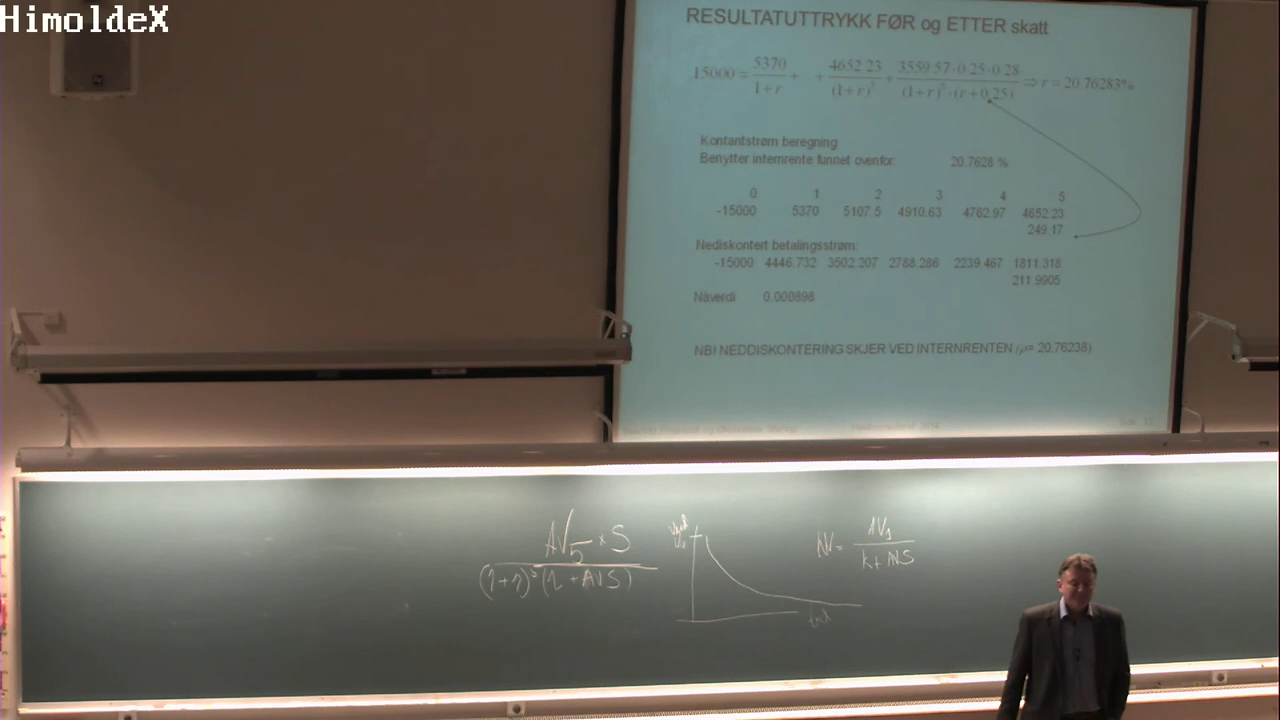 HimoldeX
RESULTATUTTRYKK FØR og ETTER skatt
15000 = 5370 / 1+r + + 4652.23 / (1+r)^5 + 3559.57·0.25·0.28 / (1+r)^5·(r+0.25) ⇒ r = 20.76283%
Kontantstrøm beregning
Benytter internrente funnet ovenfor: 20.7628 %
0 1 2 3 4 5
-15000 5370 5107.5 4910.63 4762.97 4652.23
249.17
Nediskontert betalingsstrøm:
-15000 4446.732 3502.207 2788.286 2239.467 1811.318
211.9905
Nåverdi 0.000898
NB! NEDDISKONTERING SKJER VED INTERNRENTEN = 20.76238)
AV5 × S
NV = AV1 / k+